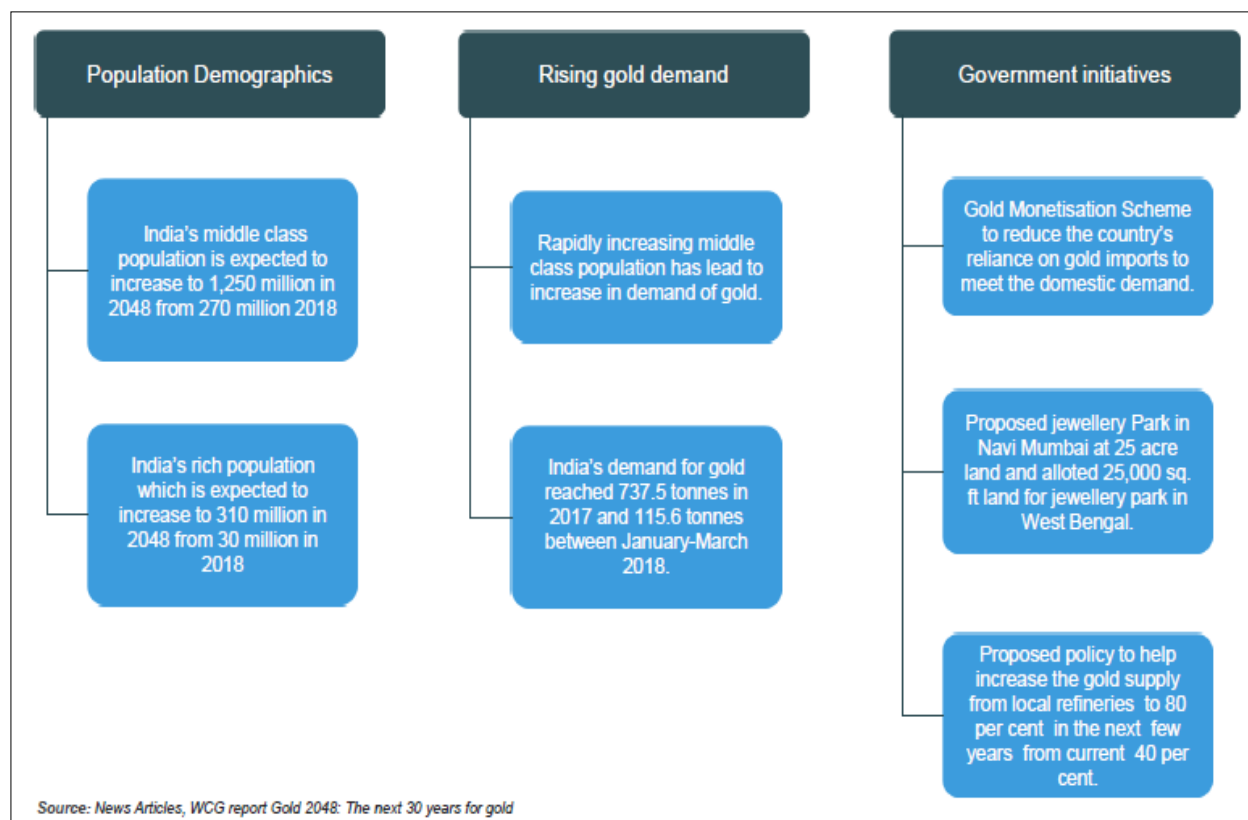 Population Demographics
India's middle class
population is expected to
increase to 1,250 million in
2048 from 270 million 2018
India's rich population
which is expected to
increase to 310 million in
2048 from 30 million in
2018
Rising gold demand
Rapidly increasing middle
class population has lead to
increase in demand of gold.
India's demand for gold
reached 737.5 tonnes in
2017 and 115.6 tonnes
between January-March
2018.
Government initiatives
Gold Monetisation Scheme
to reduce the country's
reliance on gold imports to
meet the domestic demand.
Proposed jewellery Park in
Navi Mumbai at 25 acre
land and alloted 25,000 sq.
ft land for jewellery park in
West Bengal.
Proposed policy to help
increase the gold supply
from local refineries to 80
per cent in the next few
years from current 40 per
cent.
Source: News Articles, WCG report Gold 2048: The next 30 years for gold